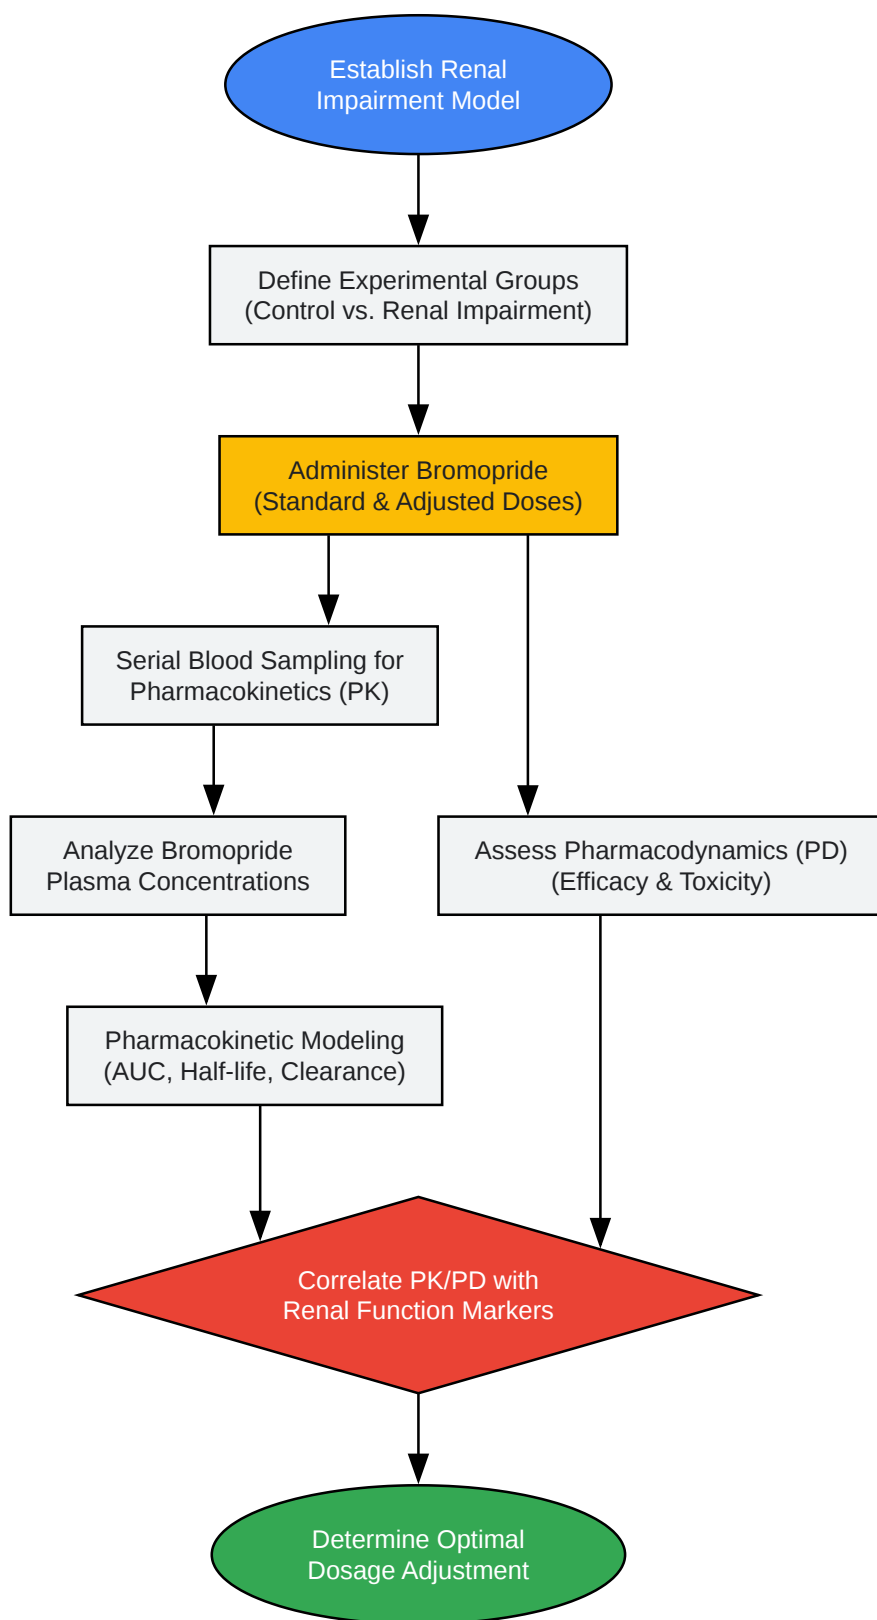 Establish Renal
Impairment Model
Define Experimental Groups
(Control vs. Renal Impairment)
Administer Bromopride
(Standard & Adjusted Doses)
Serial Blood Sampling for
Pharmacokinetics (PK)
Analyze Bromopride
Plasma Concentrations
Assess Pharmacodynamics (PD)
(Efficacy & Toxicity)
Pharmacokinetic Modeling
(AUC, Half-life, Clearance)
Correlate PK/PD with
Renal Function Markers
Determine Optimal
Dosage Adjustment